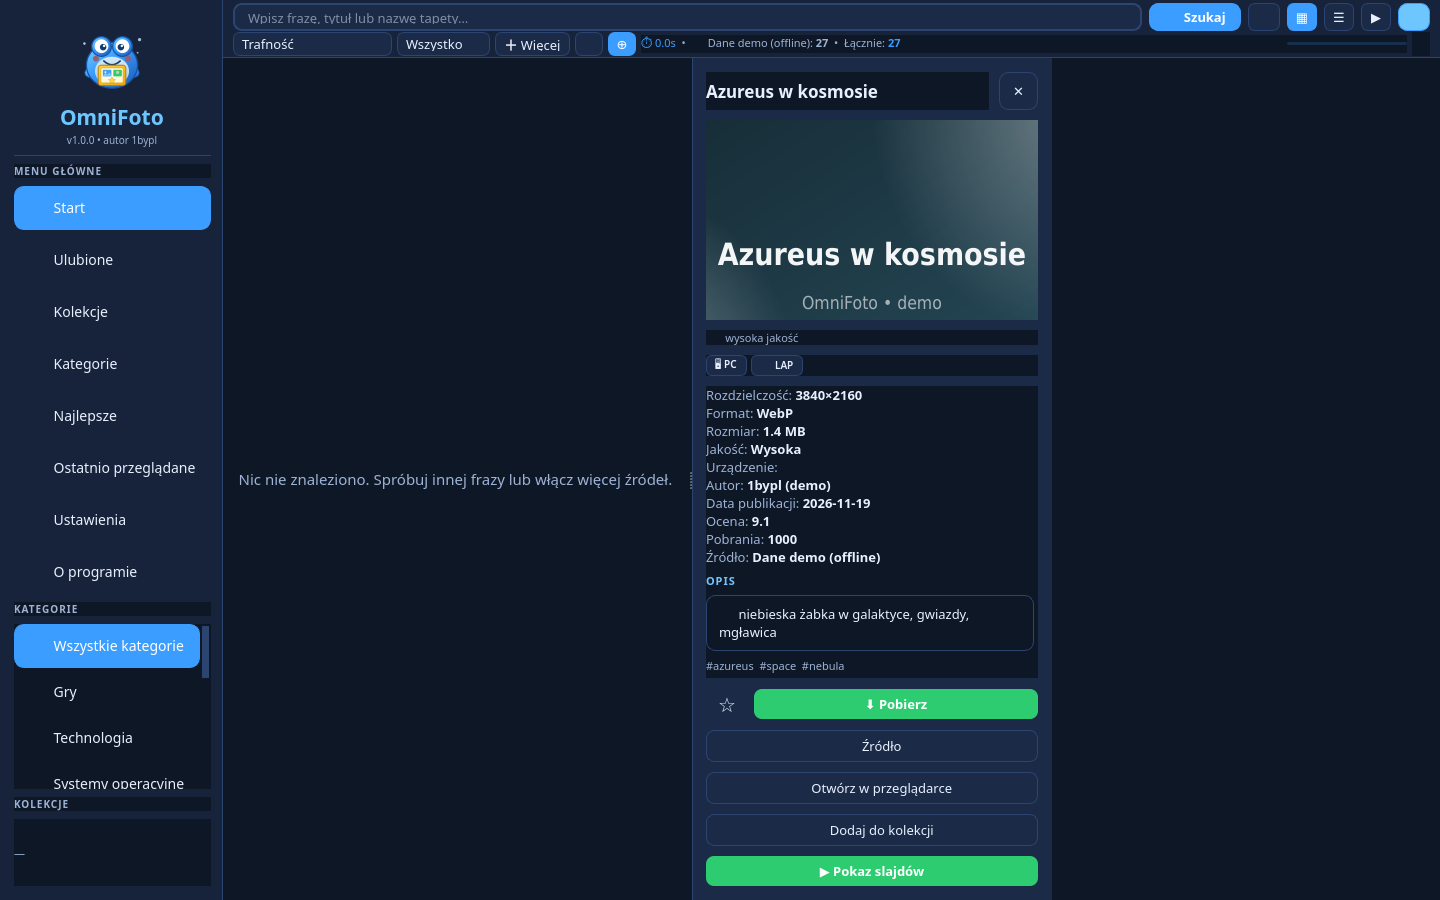 OmniFoto
v1.0.0 • autor 1bypl
MENU GŁÓWNE
Start
Ulubione
Kolekcje
Kategorie
Najlepsze
Ostatnio przeglądane
Ustawienia
O programie
KATEGORIE
Wszystkie kategorie
Gry
Technologia
Systemy operacyjne
KOLEKCJE
—
Wpisz frazę, tytuł lub nazwę tapety...
Szukaj
Trafność
Wszystko
+ Więcej
⏱ 0.0s • Dane demo (offline): 27 • Łącznie: 27
Nic nie znaleziono. Spróbuj innej frazy lub włącz więcej źródeł.
Azureus w kosmosie
Azureus w kosmosie
OmniFoto • demo
wysoka jakość
PC
LAP
Rozdzielczość: 3840×2160
Format: WebP
Rozmiar: 1.4 MB
Jakość: Wysoka
Urządzenie:
Autor: 1bypl (demo)
Data publikacji: 2026-11-19
Ocena: 9.1
Pobrania: 1000
Źródło: Dane demo (offline)
OPIS
niebieska żabka w galaktyce, gwiazdy,
mgławica
#azureus #space #nebula
⬇ Pobierz
Źródło
Otwórz w przeglądarce
Dodaj do kolekcji
▶ Pokaz slajdów